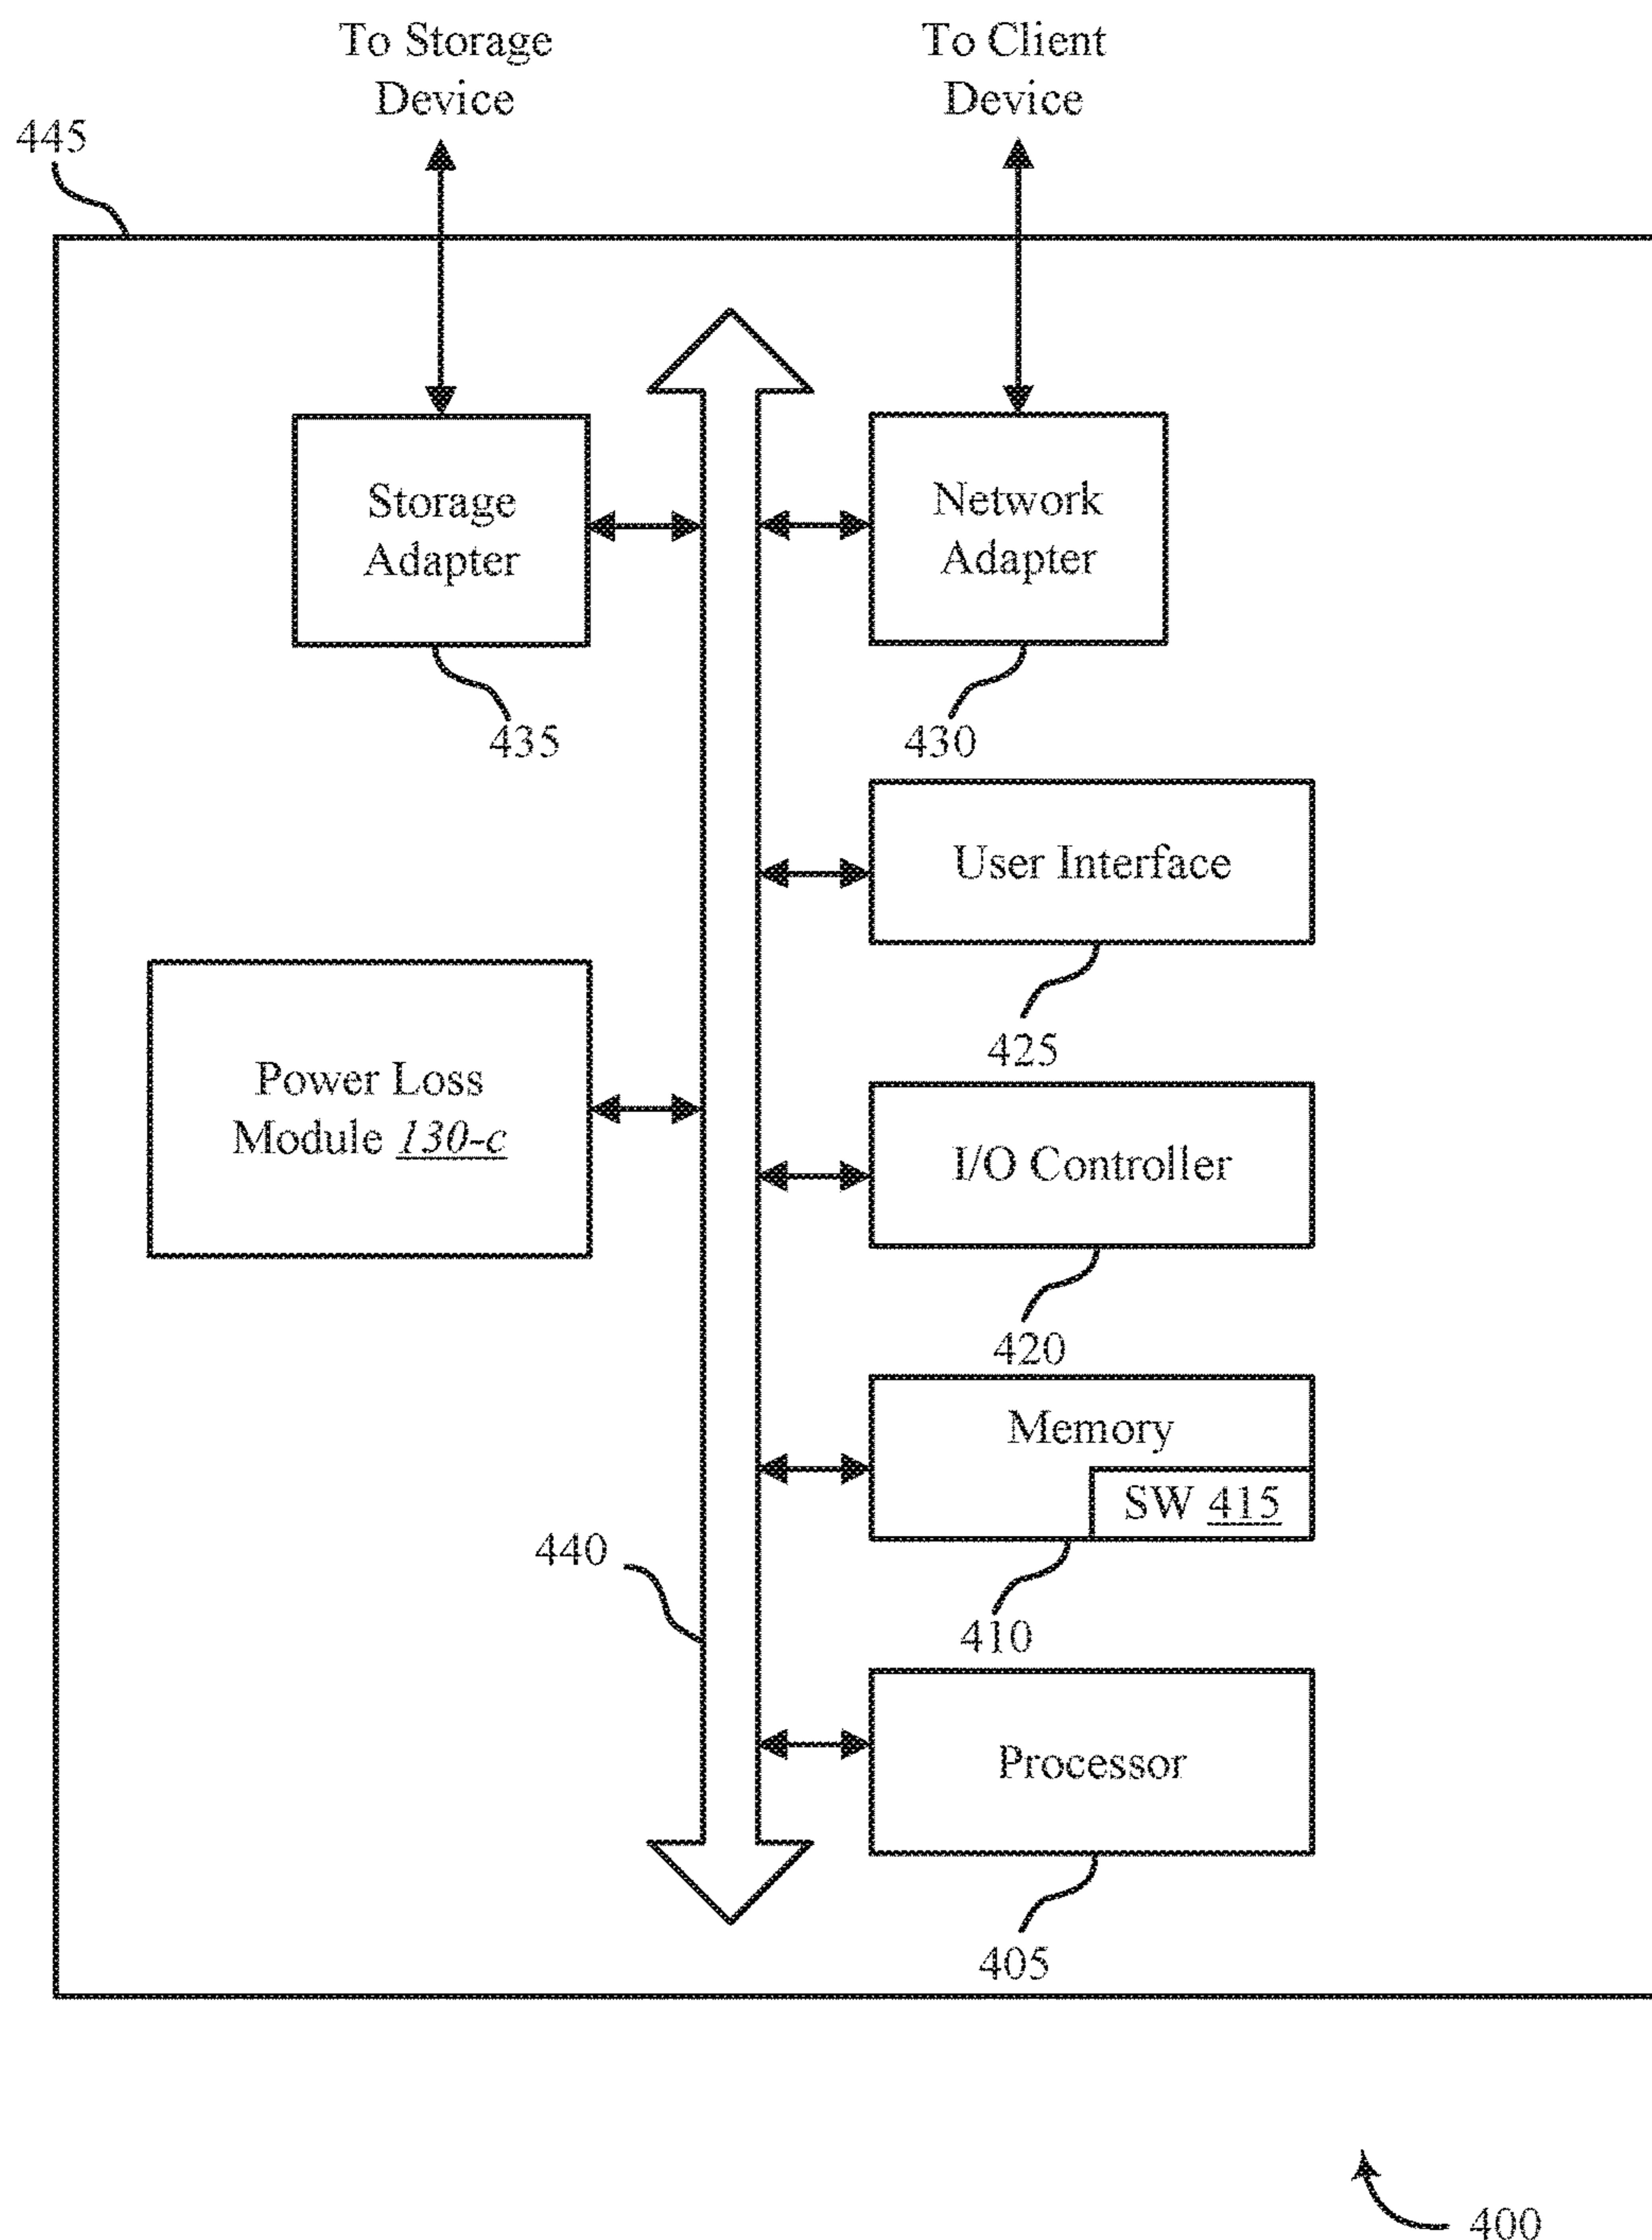 To Storage
Device
To Client
Device
445
Storage
Adapter
Network
Adapter
435
430
User Interface
425
Power Loss
Module 130-c
I/O Controller
420
Memory
SW 415
440
410
Processor
405
400